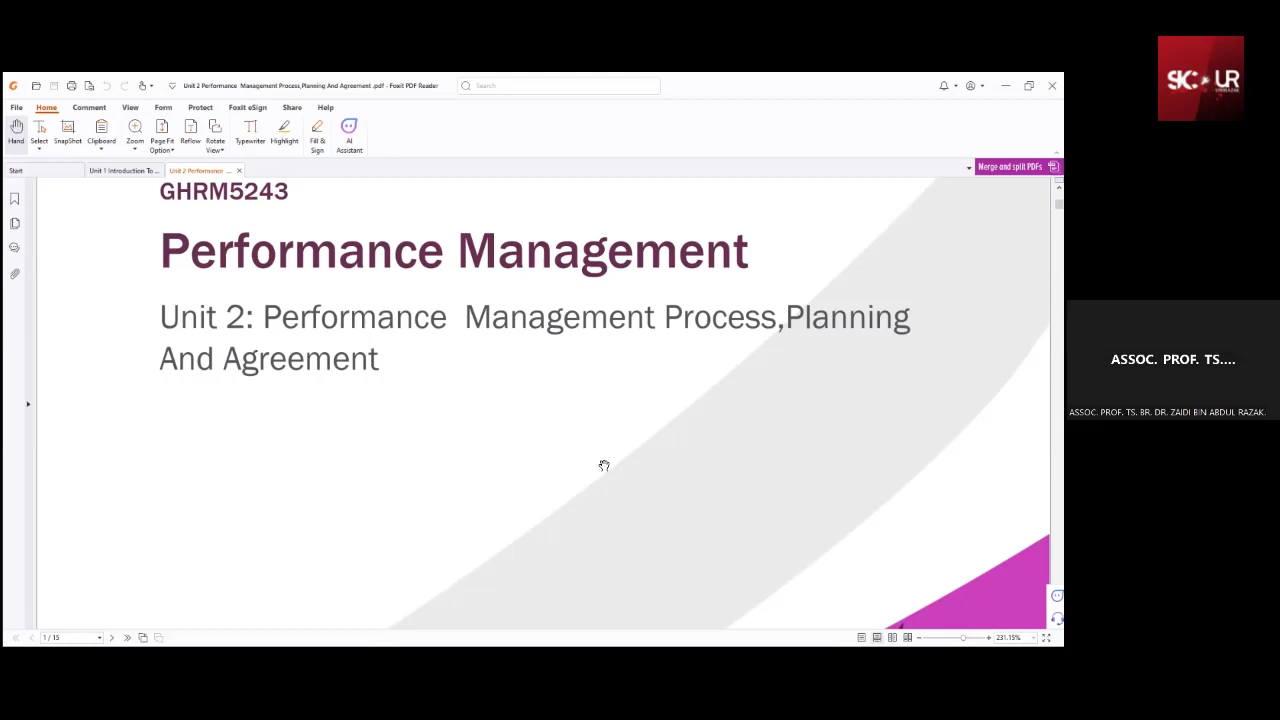 Unit 2 Performance Management Process,Planning And Agreement .pdf - Foxit PDF Reader
Search
File Home Comment View Form Protect Foxit eSign Share Help
Hand Select SnapShot Clipboard Zoom Page Fit Option Reflow Rotate View Typewriter Highlight Fill & Sign AI Assistant
Start
Unit 1 Introduction To ...
Unit 2 Performance ...
Merge and split PDFs
GHRM5243
Performance Management
Unit 2: Performance Management Process,Planning
And Agreement
1 / 15
231.15%
ASSOC. PROF. TS....
ASSOC. PROF. TS. BR. DR. ZAIDI BIN ABDUL RAZAK.